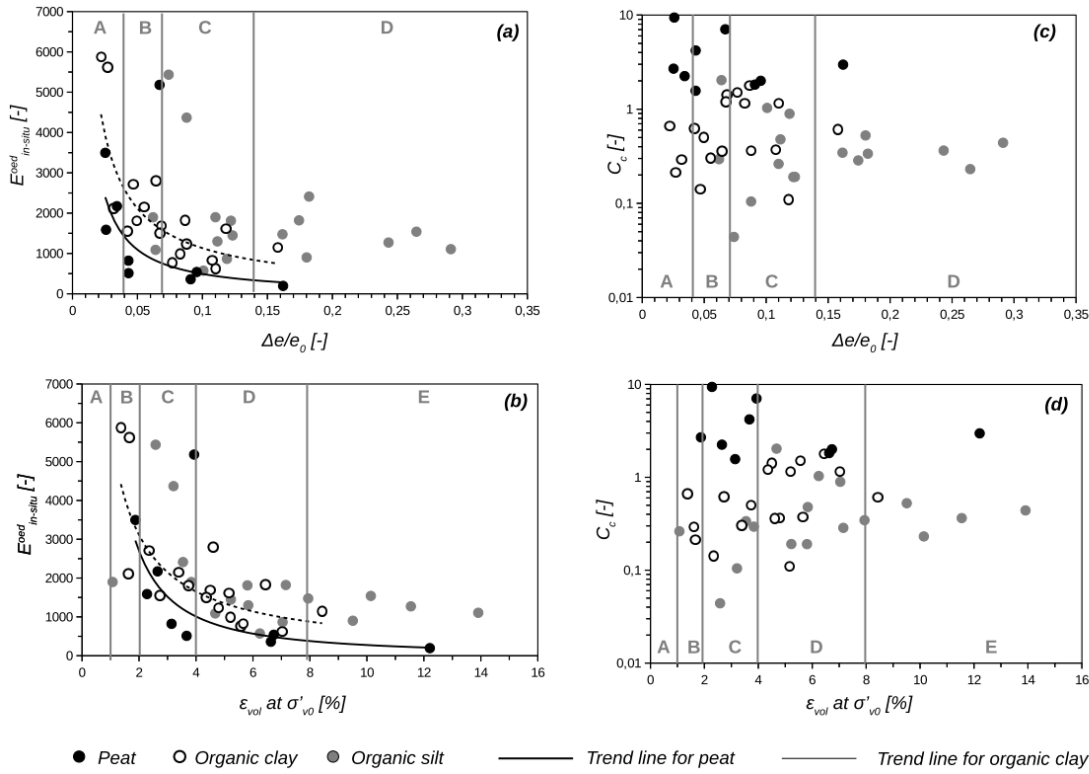 7000
6000
5000
4000
3000
2000
1000
0
E^oed_in-situ [-]
A B C D
(a)
0 0,05 0,1 0,15 0,2 0,25 0,3 0,35
Δe/e₀ [-]
10
1
0,1
0,01
C_c [-]
(c)
A B C D
0 0,05 0,1 0,15 0,2 0,25 0,3 0,35
Δe/e₀ [-]
7000
6000
5000
4000
3000
2000
1000
0
E^oed_in-situ [-]
A B C D E
(b)
0 2 4 6 8 10 12 14 16
ε_vol at σ'_v0 [%]
10
1
0,1
0,01
C_c [-]
(d)
A B C D E
0 2 4 6 8 10 12 14 16
ε_vol at σ'_v0 [%]
Peat Organic clay Organic silt Trend line for peat Trend line for organic clay